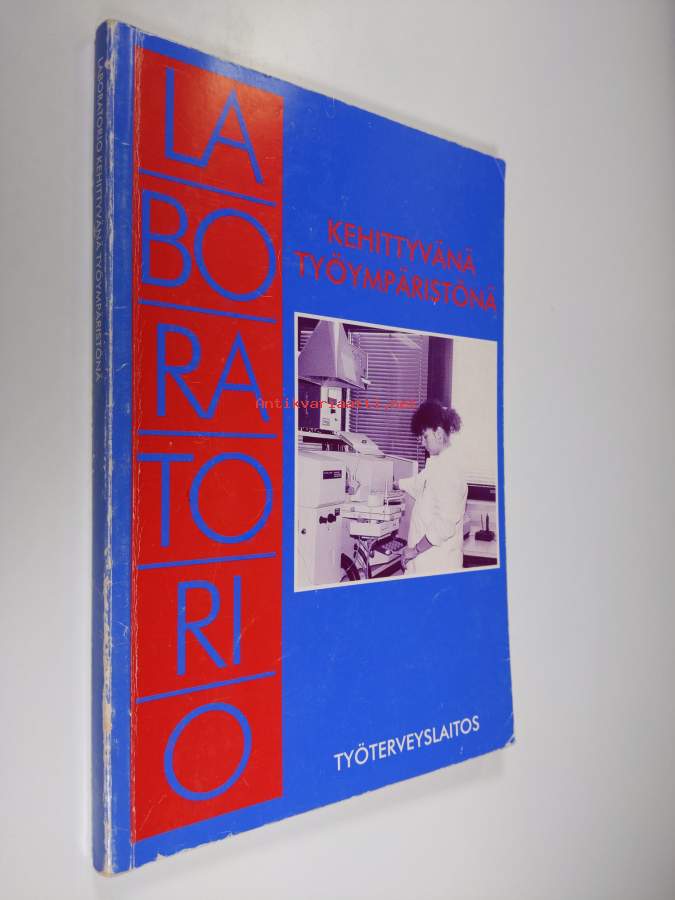 LABORATORIO KEHITTYVÄNÄ TYÖYMPÄRISTÖNÄ
LA
BO
RA
TO
RI
O
KEHITTYVÄNÄ
TYÖYMPÄRISTÖNÄ
Antikvariaatti.net
TYÖTERVEYSLAITOS